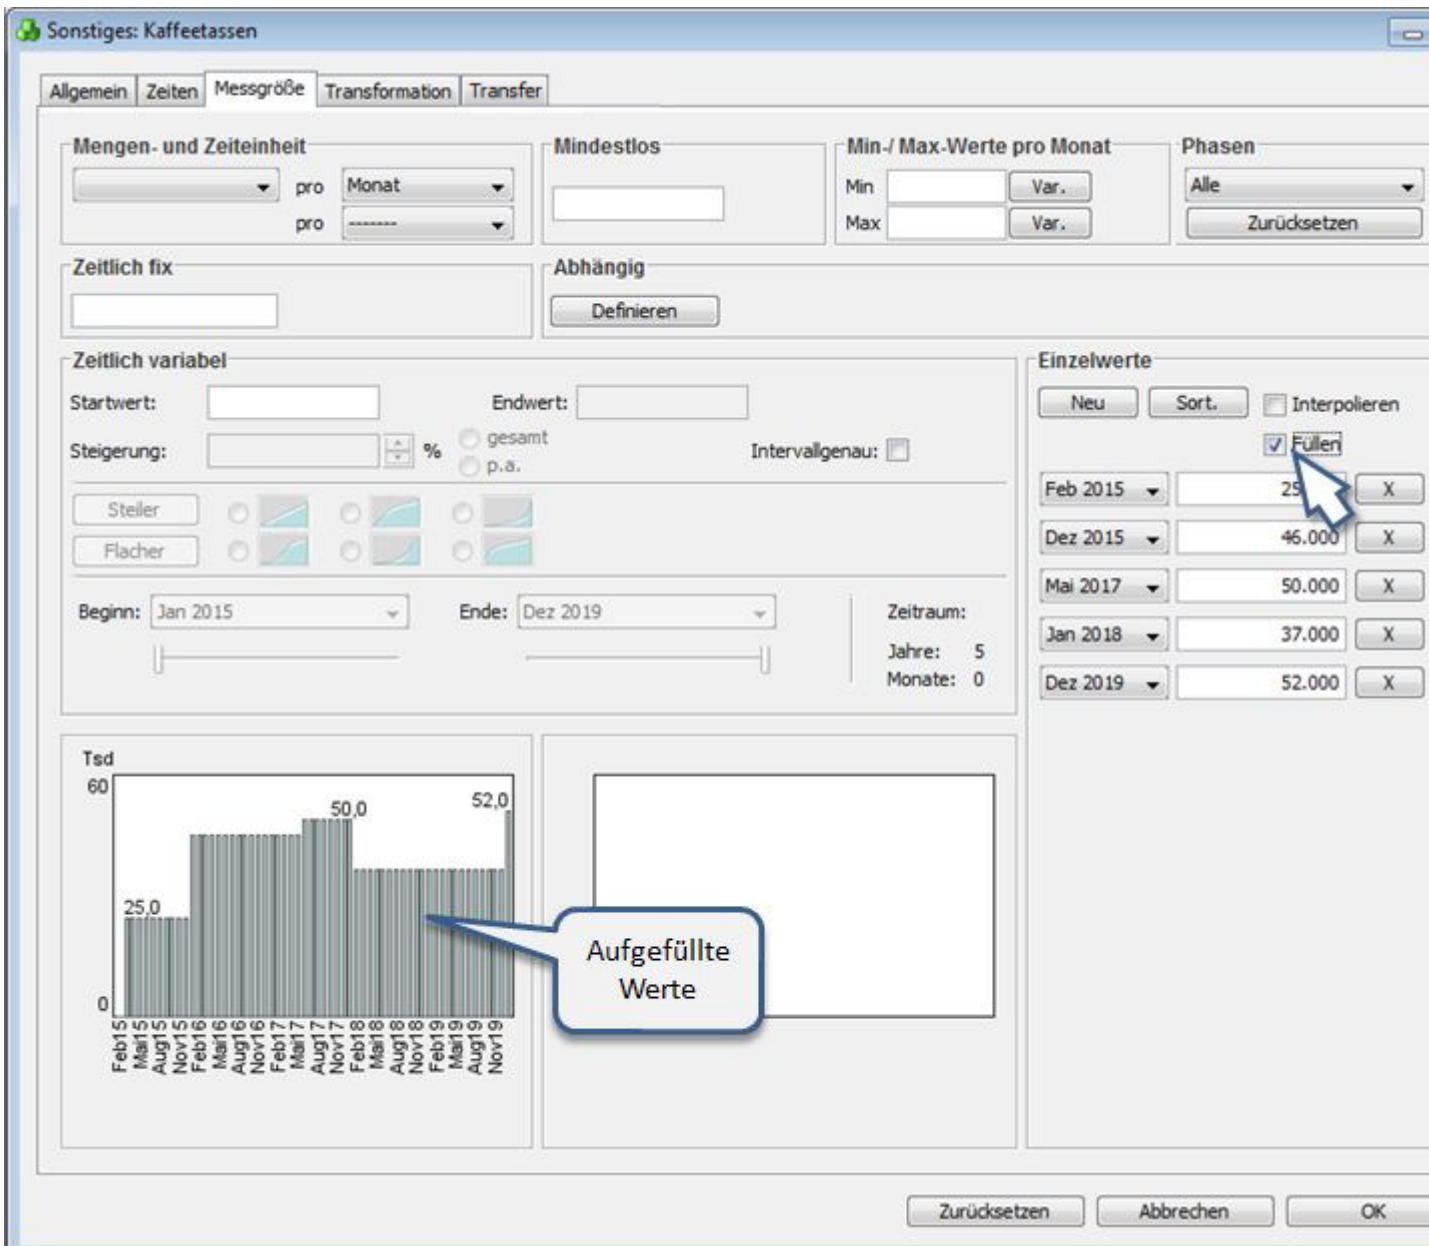 Sonstiges: Kaffeetassen
Allgemein Zeiten Messgröße Transformation Transfer
Mengen- und Zeiteinheit
pro Monat
pro -------
Mindestlos
Min-/ Max-Werte pro Monat
Min Var.
Max Var.
Phasen
Alle
Zurücksetzen
Zeitlich fix
Abhängig
Definieren
Zeitlich variabel
Startwert: Endwert:
Steigerung: % gesamt
p.a.
Intervallgenau:
Steiler
Flacher
Beginn: Jan 2015 Ende: Dez 2019
Zeitraum:
Jahre: 5
Monate: 0
Einzelwerte
Neu Sort. Interpolieren
Füllen
Feb 2015 X
Dez 2015 46.000 X
Mai 2017 50.000 X
Jan 2018 37.000 X
Dez 2019 52.000 X
Tsd
60
50,0
52,0
25,0
0
Feb15
Mai15
Aug15
Nov15
Feb16
Mai16
Aug16
Nov16
Feb17
Mai17
Aug17
Nov17
Feb18
Mai18
Aug18
Nov18
Feb19
Mai19
Aug19
Nov19
Aufgefüllte
Werte
Zurücksetzen Abbrechen OK